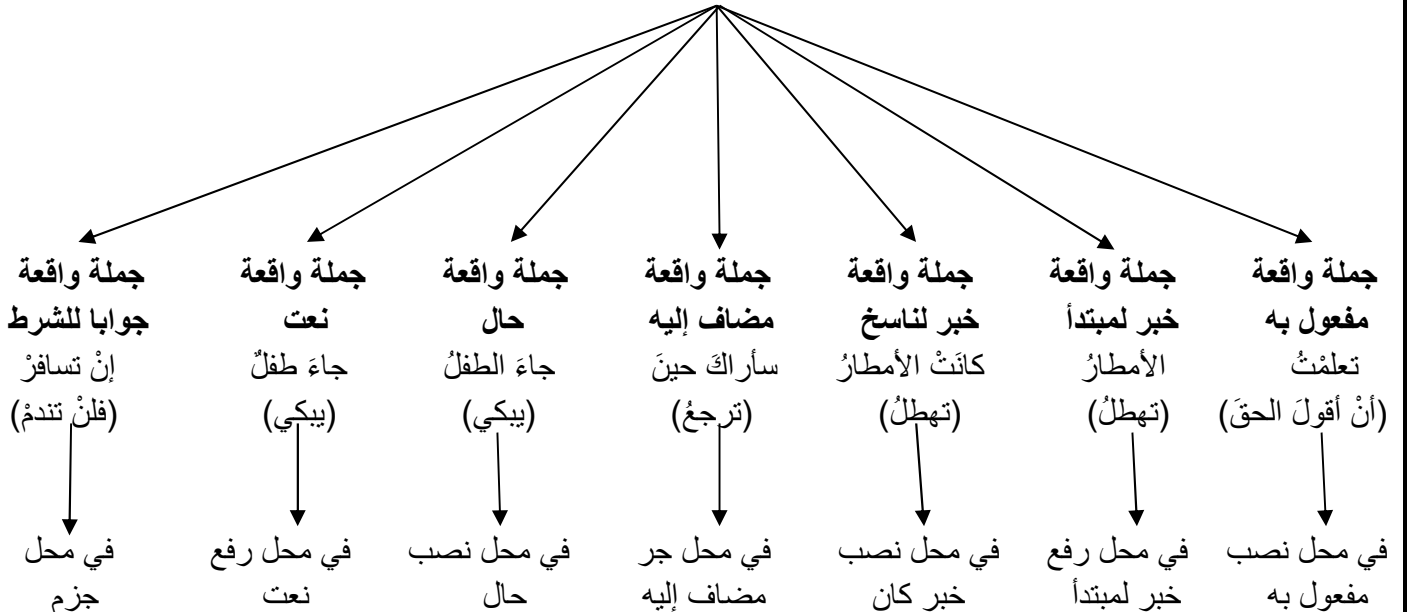 جملة واقعة
مفعول به
تعلمْتُ
(أنْ أقولَ الحقَ)
في محل نصب
مفعول به
جملة واقعة
خبر لمبتدأ
الأمطارُ
(تهطلُ)
في محل رفع
خبر لمبتدأ
جملة واقعة
خبر لناسخ
كانَتْ الأمطارُ
(تهطلُ)
في محل نصب
خبر كان
جملة واقعة
مضاف إليه
سأراكَ حينَ
(ترجعُ)
في محل جر
مضاف إليه
جملة واقعة
حال
جاءَ الطفلُ
(يبكي)
في محل نصب
حال
جملة واقعة
نعت
جاءَ طفلٌ
(يبكي)
في محل رفع
نعت
جملة واقعة
جوابا للشرط
إنْ تسافرْ
(فلنْ تندمْ)
في محل
جزم